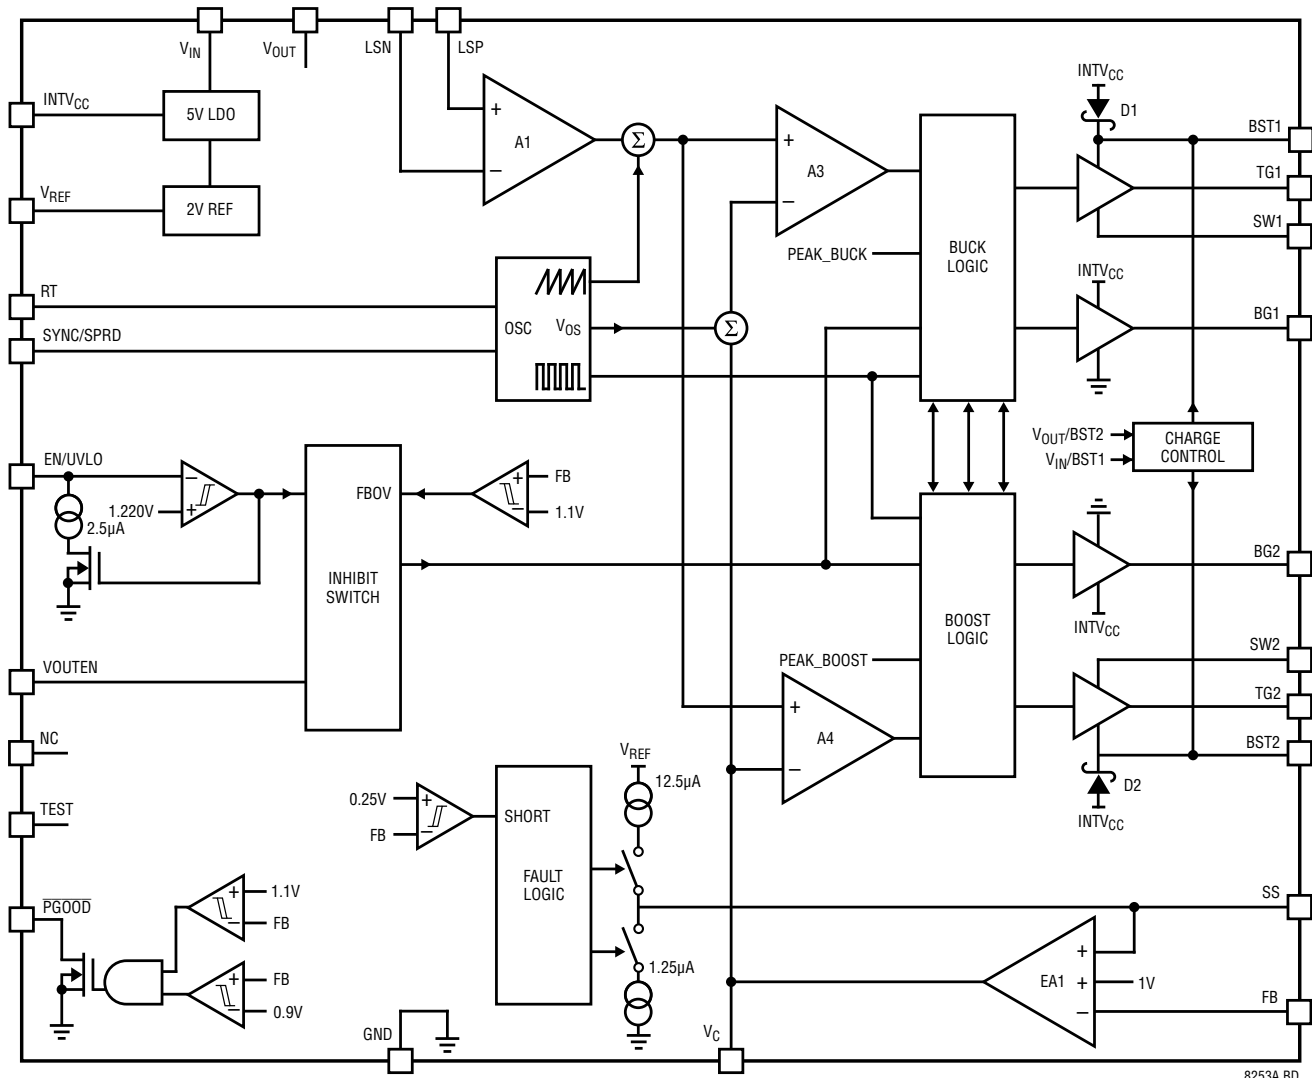 VIN
VOUT
LSN
LSP
INTVCC
5V LDO
VREF
2V REF
A1
+
−
Σ
A3
+
−
BUCK
LOGIC
PEAK_BUCK
INTVCC
D1
BST1
TG1
SW1
INTVCC
BG1
RT
SYNC/SPRD
OSC
VOS
Σ
VOUT/BST2
VIN/BST1
CHARGE
CONTROL
EN/UVLO
−
+
1.220V
2.5µA
FBOV
INHIBIT
SWITCH
+
−
FB
1.1V
BOOST
LOGIC
PEAK_BOOST
BG2
INTVCC
SW2
TG2
BST2
D2
INTVCC
VOUTEN
NC
TEST
A4
+
−
VREF
12.5µA
0.25V
FB
+
−
SHORT
FAULT
LOGIC
1.25µA
PGOOD
+
−
1.1V
FB
+
−
FB
0.9V
SS
EA1
+
+
−
1V
FB
GND
VC
8253A BD